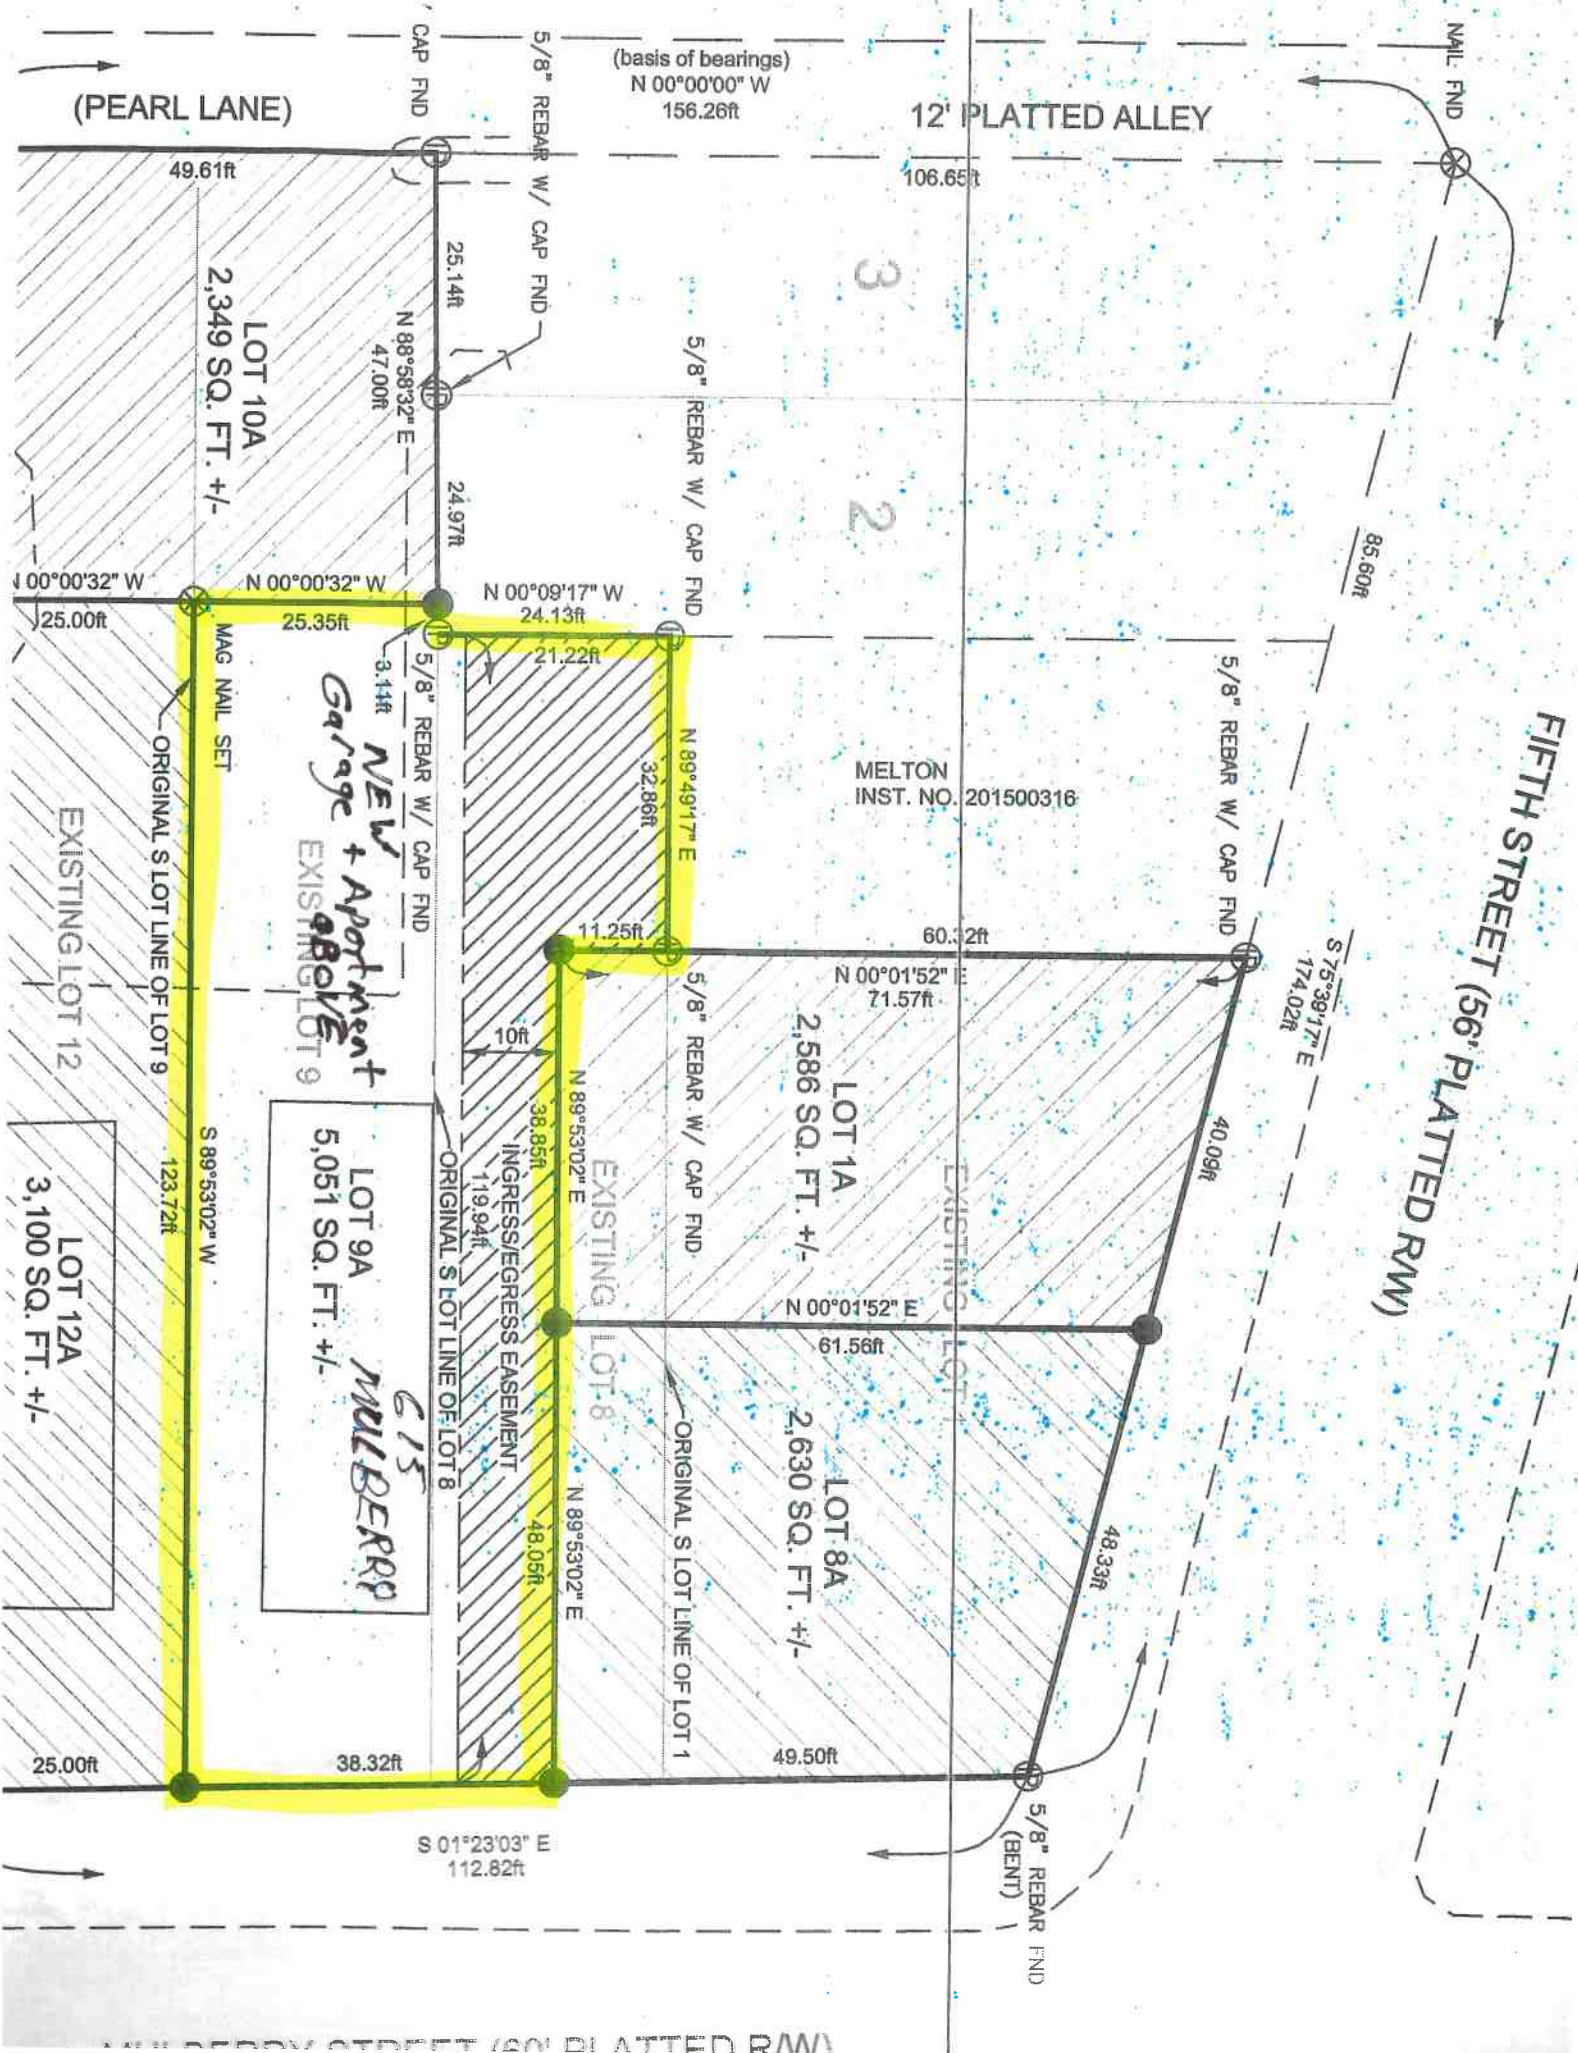 NAIL FND
CAP FND
5/8" REBAR W/ CAP FND
(basis of bearings)
N 00°00'00" W
156.26ft
(PEARL LANE)
12' PLATTED ALLEY
49.61ft
106.65ft
3
2
25.14ft
N 88°58'32" E
47.00ft
24.97ft
LOT 10A
2,349 SQ. FT. +/-
5/8" REBAR W/ CAP FND
85.60ft
FIFTH STREET (56' PLATTED R/W)
S 75°39'17" E
174.02ft
N 00°00'32" W
25.00ft
N 00°00'32" W
25.35ft
N 00°09'17" W
24.13ft
21.22ft
3.14ft
MAG NAIL SET
5/8" REBAR W/ CAP FND
NEW
Garage + Apartment
ABOVE
EXISTING LOT 9
ORIGINAL S LOT LINE OF LOT 9
EXISTING LOT 12
N 89°49'17" E
32.86ft
MELTON
INST. NO. 201500316
5/8" REBAR W/ CAP FND
11.25ft
60.32ft
N 00°01'52" E
71.57ft
5/8" REBAR W/ CAP FND
10ft
N 89°53'02" E
38.85ft
INGRESS/EGRESS EASEMENT
119.94ft
ORIGINAL S LOT LINE OF LOT 8
EXISTING LOT 8
LOT 1A
2,586 SQ. FT. +/-
EXISTING LOT 1
40.09ft
S 89°53'02" W
123.72ft
LOT 9A
5,051 SQ. FT. +/-
615
MULBERRY
LOT 12A
3,100 SQ. FT. +/-
N 00°01'52" E
61.56ft
ORIGINAL S LOT LINE OF LOT 1
LOT 8A
2,630 SQ. FT. +/-
48.33ft
N 89°53'02" E
48.05ft
25.00ft
38.32ft
49.50ft
S 01°23'03" E
112.82ft
5/8" REBAR FND
(BENT)
MULBERRY STREET (60' PLATTED R/W)